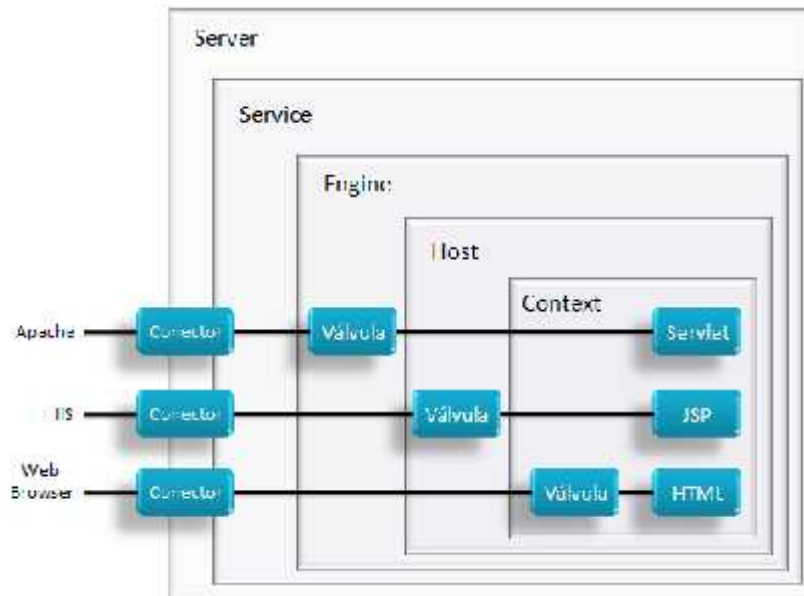 Server
Service
Engine
Host
Context
Apache
Conector
Válvula
Servlet
IIS
Conector
Válvula
JSP
Web
Browser
Conector
Válvula
HTML